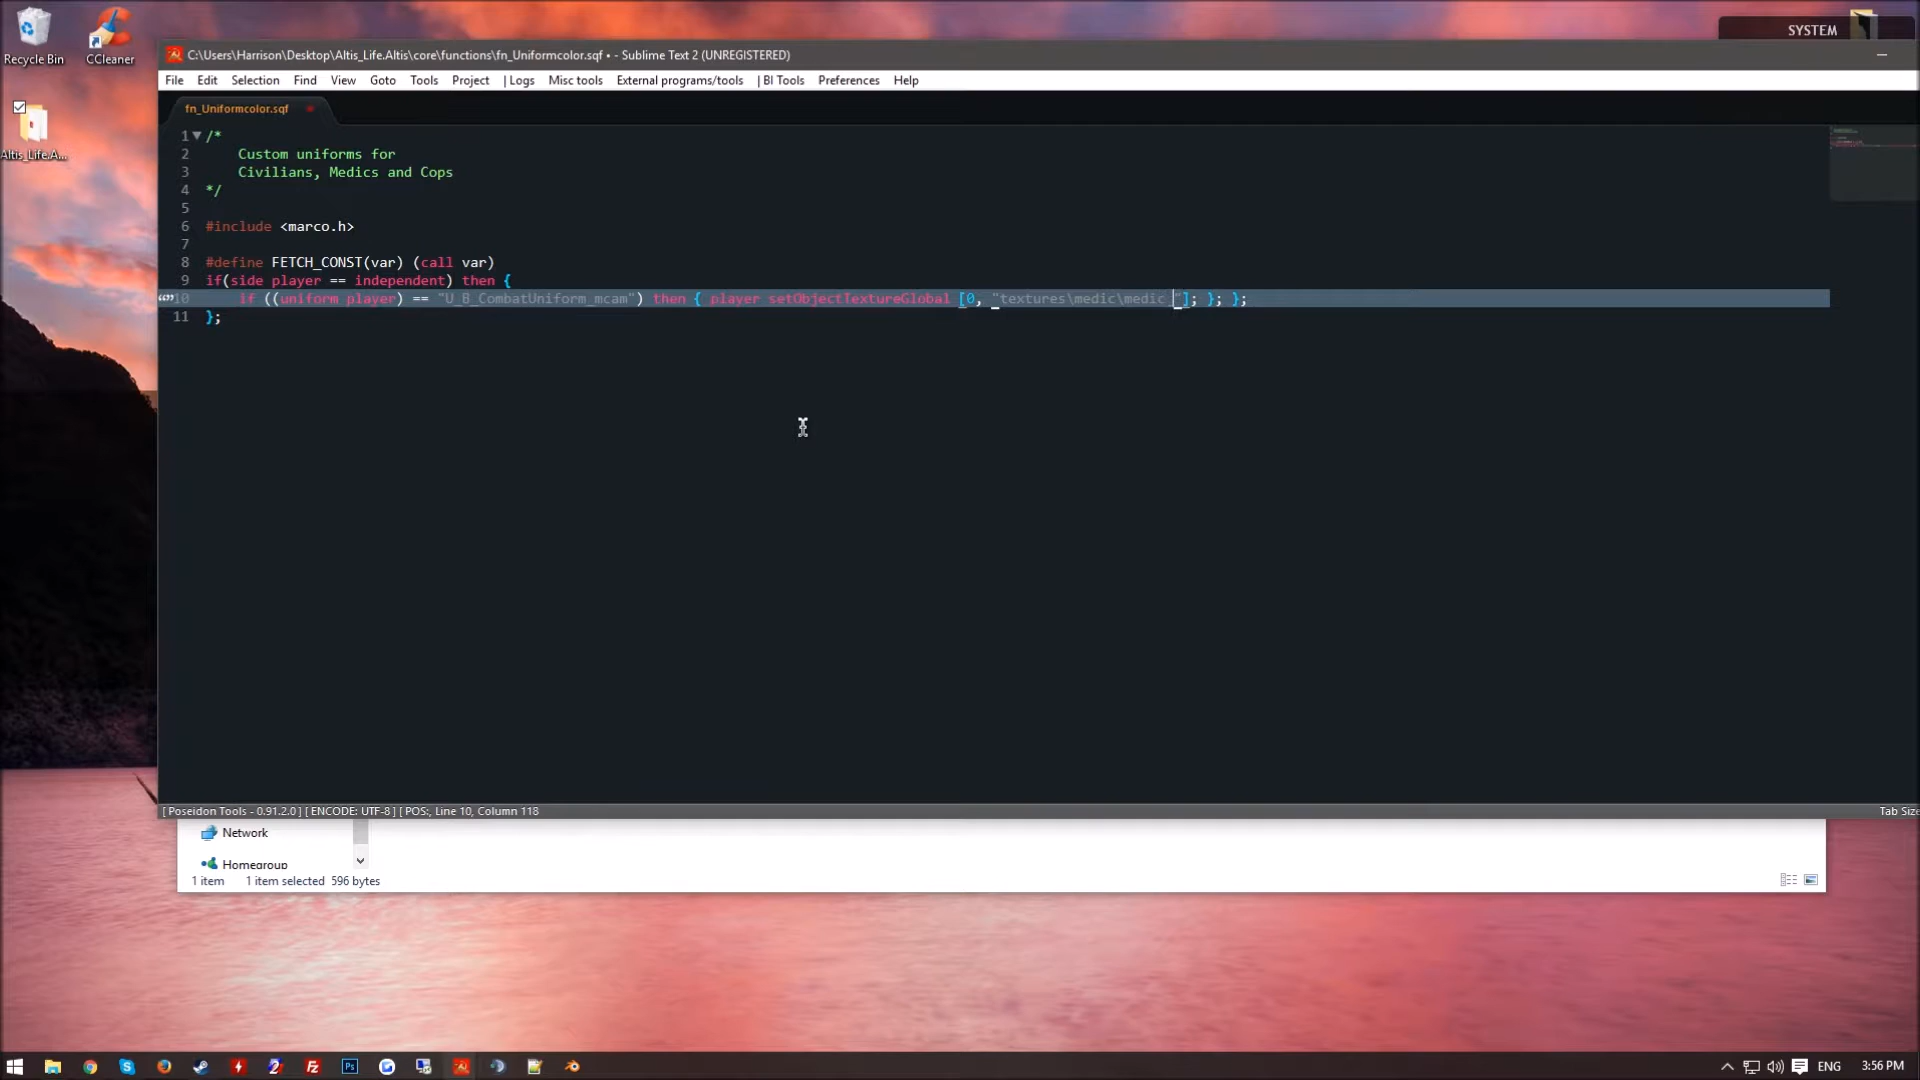 Recycle Bin
CCleaner
SYSTEM
C:\Users\Harrison\Desktop\Altis_Life.Altis\core\functions\fn_Uniformcolor.sqf • - Sublime Text 2 (UNREGISTERED)
File Edit Selection Find View Goto Tools Project | Logs Misc tools External programs/tools | BI Tools Preferences Help
Altis_Life.A...
fn_Uniformcolor.sqf
1 /*
2 Custom uniforms for
3 Civilians, Medics and Cops
4 */
5
6 #include <marco.h>
7
8 #define FETCH_CONST(var) (call var)
9 if(side player == independent) then {
10 if ((uniform player) == "U_B_CombatUniform_mcam") then { player setObjectTextureGlobal [0, "textures\medic\medic_"]; }; };
11 };
[ Poseidon Tools - 0.91.2.0 ] [ ENCODE: UTF-8 ] [ POS:, Line 10, Column 118
Tab Size
Network
Homegroup
1 item 1 item selected 596 bytes
ENG 3:56 PM